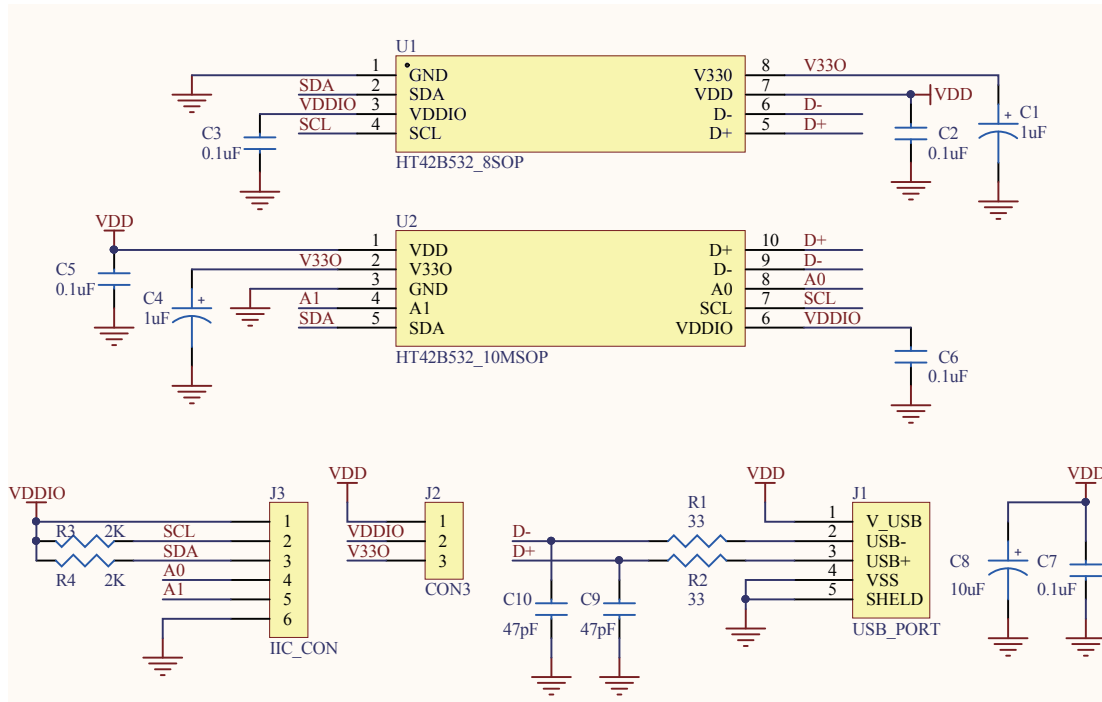 U1
1 GND V330 8 V33O
SDA 2 SDA VDD 7 VDD
VDDIO 3 VDDIO D- 6 D-
SCL 4 SCL D+ 5 D+
C3
0.1uF
C2
0.1uF
+ C1
1uF
HT42B532_8SOP
U2
VDD
1 VDD D+ 10 D+
V33O 2 V33O D- 9 D-
3 GND A0 8 A0
A1 4 A1 SCL 7 SCL
SDA 5 SDA VDDIO 6 VDDIO
C5
0.1uF
C4 +
1uF
C6
0.1uF
HT42B532_10MSOP
VDDIO
J3
1
R3 2K SCL 2
SDA 3
R4 2K A0 4
A1 5
6
IIC_CON
VDD
J2
1
VDDIO 2
V33O 3
CON3
D-
D+
R1
33
R2
33
C10
47pF
C9
47pF
VDD
J1
1 V_USB
2 USB-
3 USB+
4 VSS
5 SHELD
USB_PORT
VDD
C8 +
10uF
C7
0.1uF